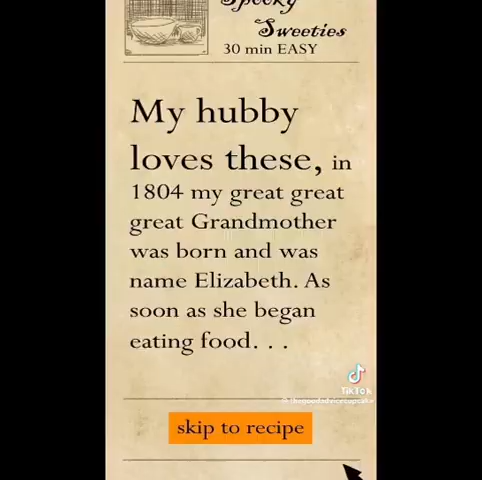 Spooky
Sweeties
30 min EASY
My hubby
loves these, in
1804 my great great
great Grandmother
was born and was
name Elizabeth. As
soon as she began
eating food. . .
TikTok
skip to recipe